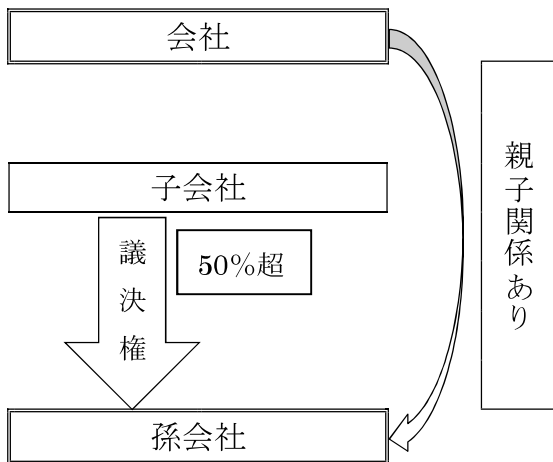 会社
子会社
議決権
50%超
孫会社
親子関係あり